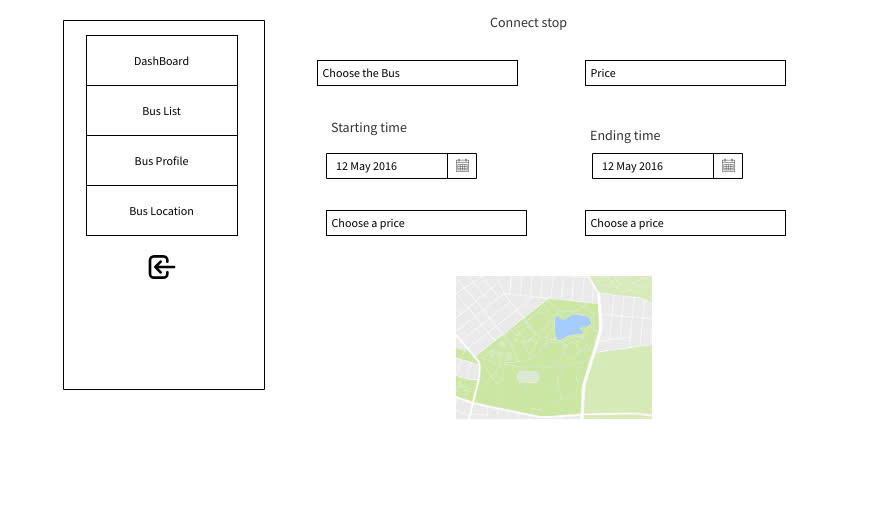 Connect stop
DashBoard
Bus List
Bus Profile
Bus Location
Choose the Bus
Price
Starting time
Ending time
12 May 2016
12 May 2016
Choose a price
Choose a price